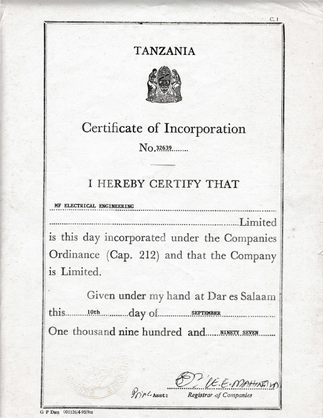 C. 1
TANZANIA
Certificate of Incorporation
No. 32639
I HEREBY CERTIFY THAT
MF ELECTRICAL ENGINEERING
Limited
is this day incorporated under the Companies
Ordinance (Cap. 212) and that the Company
is Limited.
Given under my hand at Dar es Salaam
this 10th day of SEPTEMBER
One thousand nine hundred and NINETY SEVEN
Asst: Registrar of Companies
G P Dsm